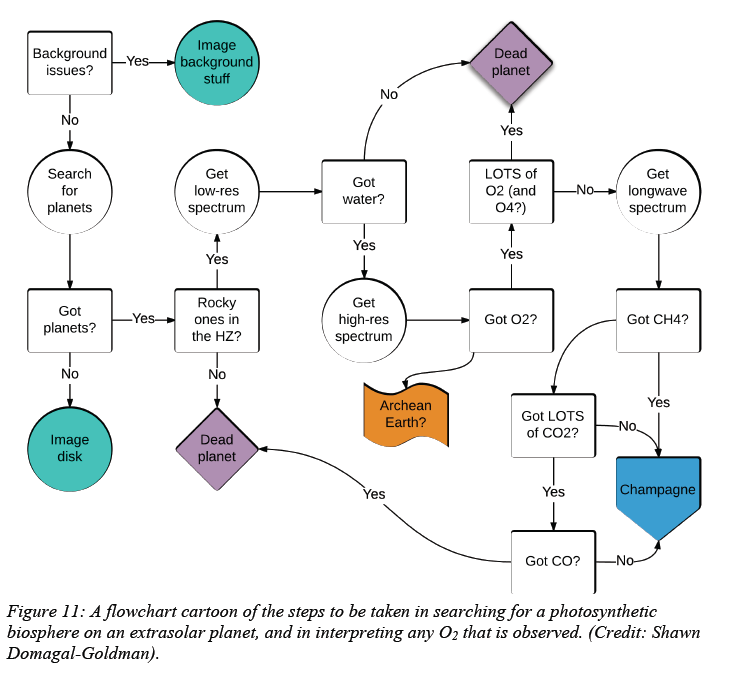 Background
issues?
Yes
Image
background
stuff
No
Search
for
planets
Got
planets?
Yes
No
Image
disk
Rocky
ones in
the HZ?
Yes
No
Dead
planet
Get
low-res
spectrum
Got
water?
No
Yes
Get
high-res
spectrum
Got O2?
Archean
Earth?
Yes
LOTS of
O2 (and
O4?)
Yes
Dead
planet
No
Get
longwave
spectrum
Got CH4?
Yes
Got LOTS
of CO2?
No
Champagne
Yes
Got CO?
No
Yes
Figure 11: A flowchart cartoon of the steps to be taken in searching for a photosynthetic
biosphere on an extrasolar planet, and in interpreting any O2 that is observed. (Credit: Shawn
Domagal-Goldman).